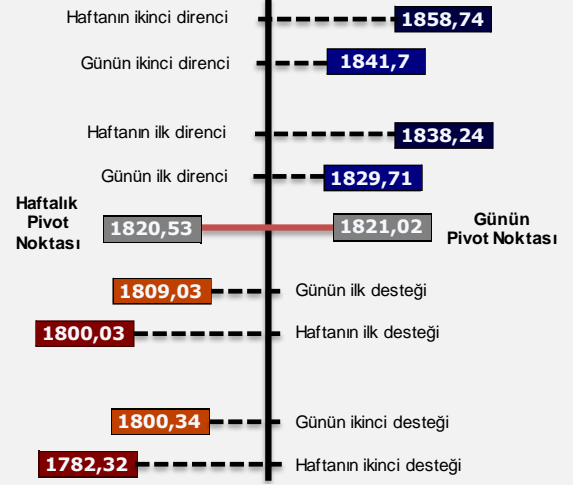 Haftanın ikinci direnci
1858,74
Günün ikinci direnci
1841,7
Haftanın ilk direnci
1838,24
Günün ilk direnci
1829,71
Haftalık
Pivot
Noktası
1820,53
1821,02
Günün
Pivot Noktası
1809,03
Günün ilk desteği
1800,03
Haftanın ilk desteği
1800,34
Günün ikinci desteği
1782,32
Haftanın ikinci desteği